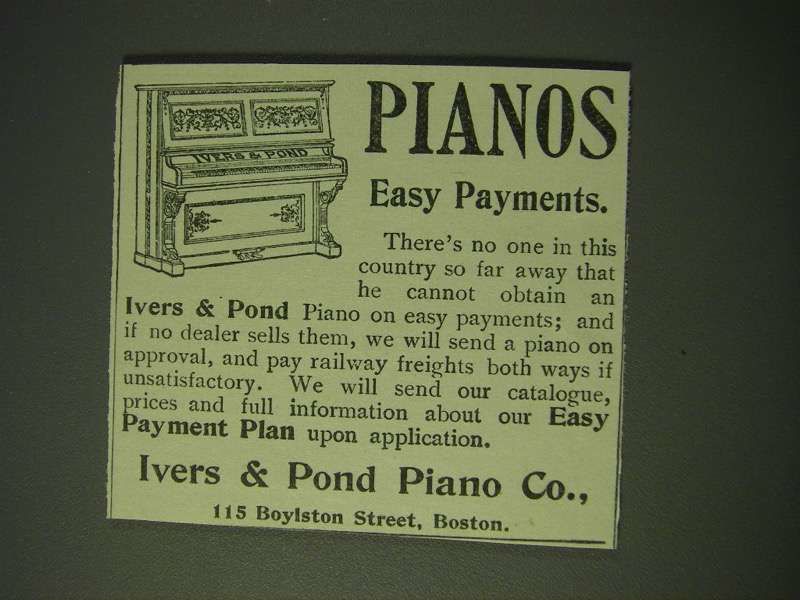 PIANOS
IVERS & POND
Easy Payments.
There's no one in this
country so far away that
he cannot obtain an
Ivers & Pond Piano on easy payments; and
if no dealer sells them, we will send a piano on
approval, and pay railway freights both ways if
unsatisfactory. We will send our catalogue,
prices and full information about our Easy
Payment Plan upon application.
Ivers & Pond Piano Co.,
115 Boylston Street, Boston.